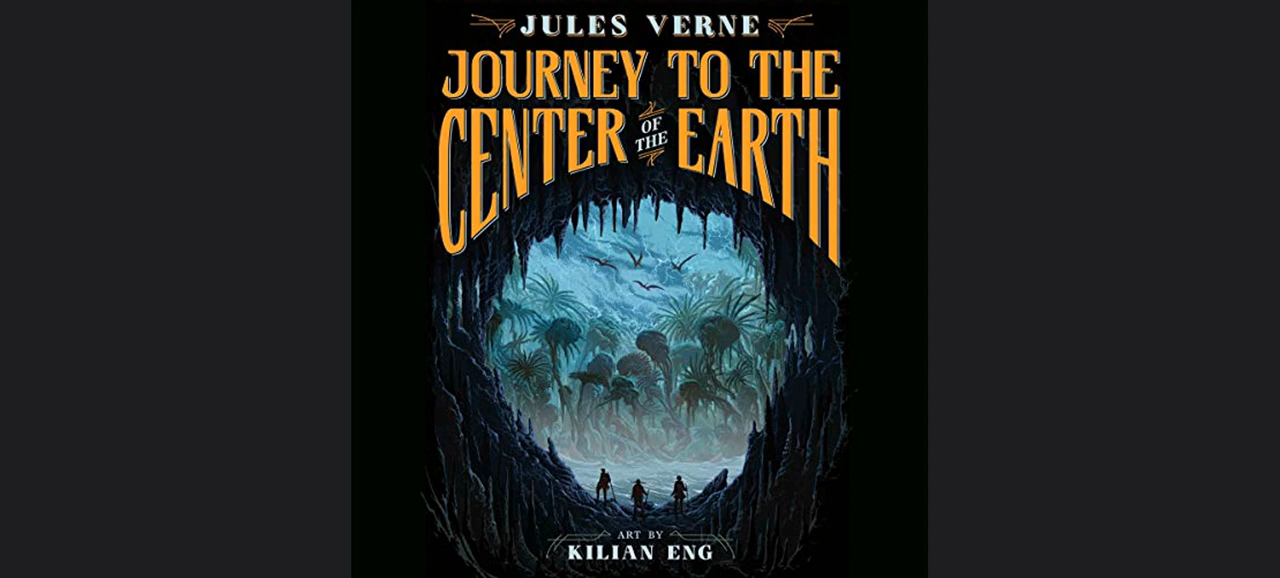 JULES VERNE
JOURNEY TO THE
CENTER OF THE EARTH
ART BY
KILIAN ENG